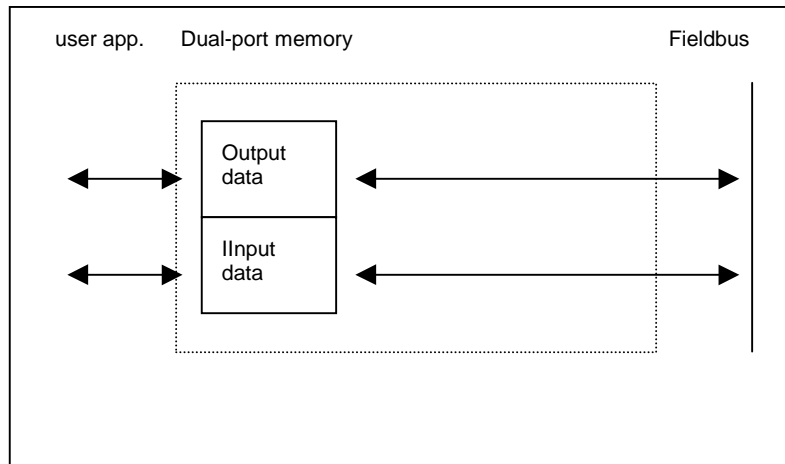 user app. Dual-port memory Fieldbus
Output
data
IInput
data